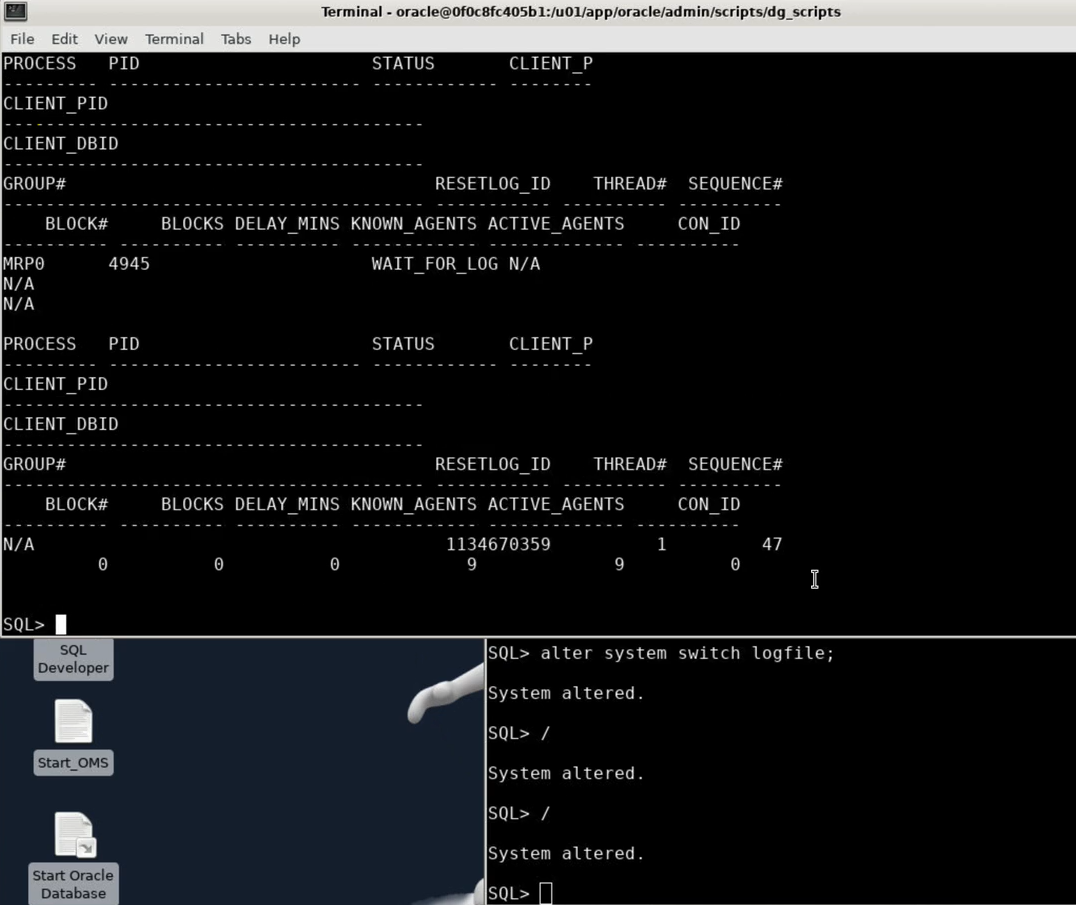 Terminal - oracle@0f0c8fc405b1:/u01/app/oracle/admin/scripts/dg_scripts
File Edit View Terminal Tabs Help
PROCESS PID STATUS CLIENT_P
--------- ------------------------ ------------ --------
CLIENT_PID
----------------------------------------
CLIENT_DBID
----------------------------------------
GROUP# RESETLOG_ID THREAD# SEQUENCE#
---------------------------------------- ----------- ---------- ----------
BLOCK# BLOCKS DELAY_MINS KNOWN_AGENTS ACTIVE_AGENTS CON_ID
---------- ---------- ---------- ------------ ------------- ----------
MRP0 4945 WAIT_FOR_LOG N/A
N/A
N/A
PROCESS PID STATUS CLIENT_P
--------- ------------------------ ------------ --------
CLIENT_PID
----------------------------------------
CLIENT_DBID
----------------------------------------
GROUP# RESETLOG_ID THREAD# SEQUENCE#
---------------------------------------- ----------- ---------- ----------
BLOCK# BLOCKS DELAY_MINS KNOWN_AGENTS ACTIVE_AGENTS CON_ID
---------- ---------- ---------- ------------ ------------- ----------
N/A 1134670359 1 47
0 0 0 9 9 0
SQL>
SQL
Developer
Start_OMS
Start Oracle
Database
SQL> alter system switch logfile;
System altered.
SQL> /
System altered.
SQL> /
System altered.
SQL>